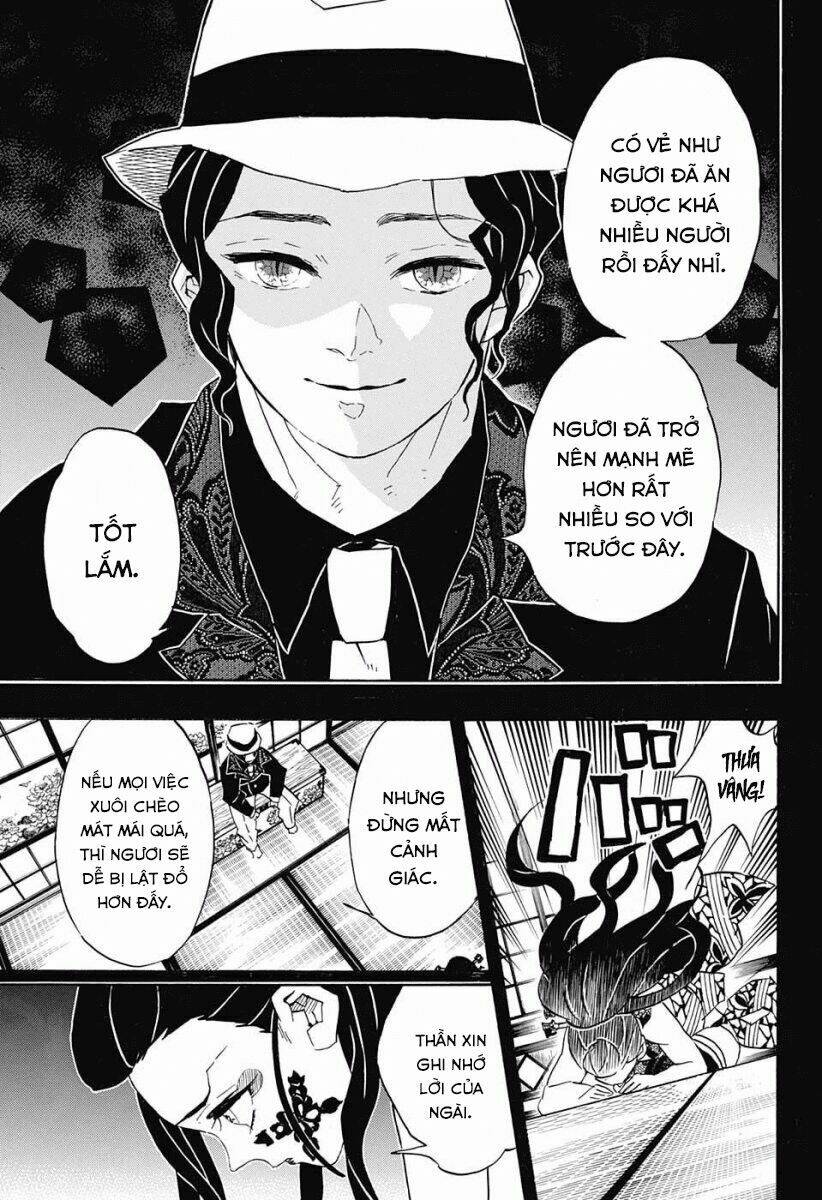 CÓ VẺ NHƯ
NGƯƠI ĐÃ ĂN
ĐƯỢC KHÁ
NHIỀU NGƯỜI
RỒI ĐẤY NHỈ.
NGƯƠI ĐÃ TRỞ
NÊN MẠNH MẼ
HƠN RẤT
NHIỀU SO VỚI
TRƯỚC ĐÂY.
TỐT
LẮM.
THƯA
VÂNG!
NHƯNG
ĐỪNG MẤT
CẢNH
GIÁC.
NẾU MỌI VIỆC
XUÔI CHÈO
MÁT MÁI QUÁ,
THÌ NGƯƠI SẼ
DỄ BỊ LẬT ĐỔ
HƠN ĐẤY.
THẦN XIN
GHI NHỚ
LỜI CỦA
NGÀI.